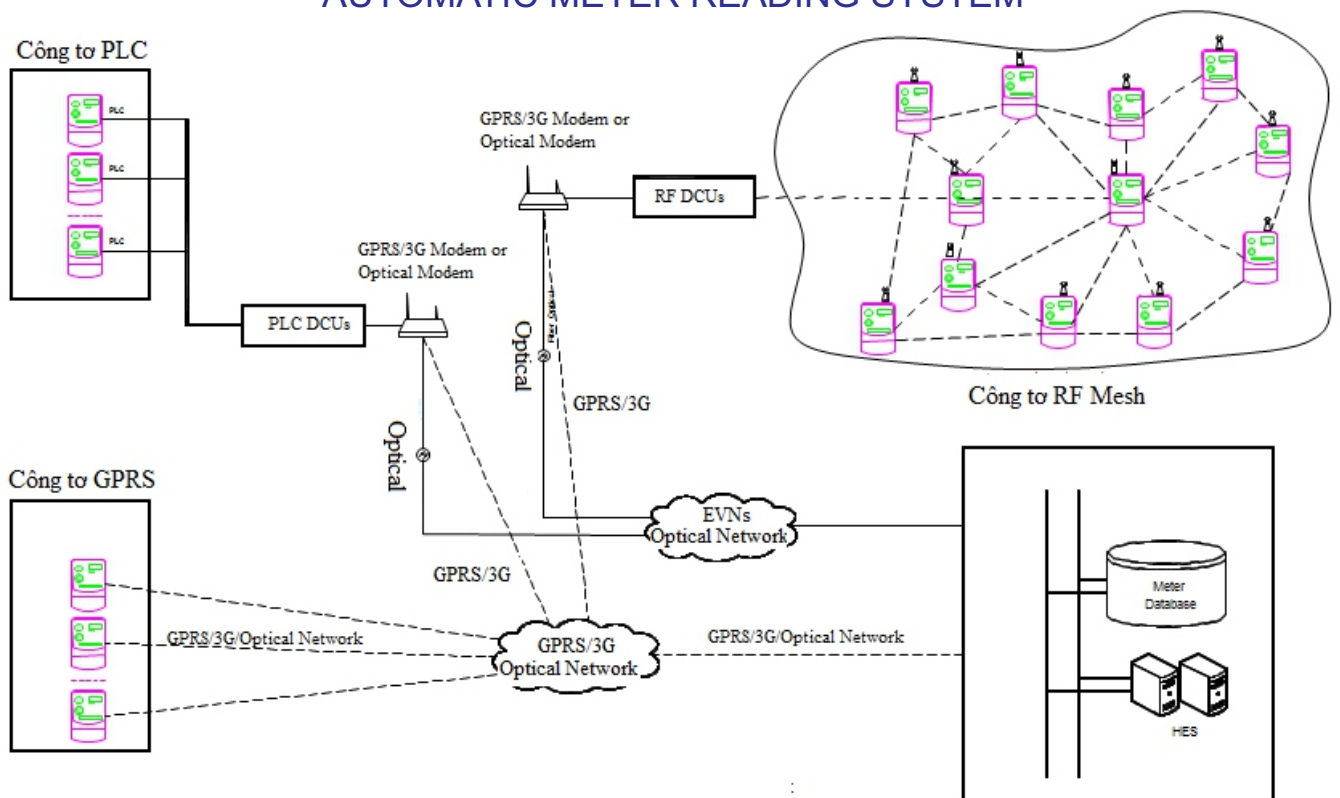 AUTOMATIC METER READING SYSTEM
Công tơ PLC
PLC
PLC
PLC
GPRS/3G Modem or
Optical Modem
RF DCUs
GPRS/3G Modem or
Optical Modem
PLC DCUs
Optical
GPRS/3G
Công tơ RF Mesh
Optical
Công tơ GPRS
EVNs
Optical Network
GPRS/3G
Meter
Database
GPRS/3G/Optical Network
GPRS/3G
Optical Network
GPRS/3G/Optical Network
HES